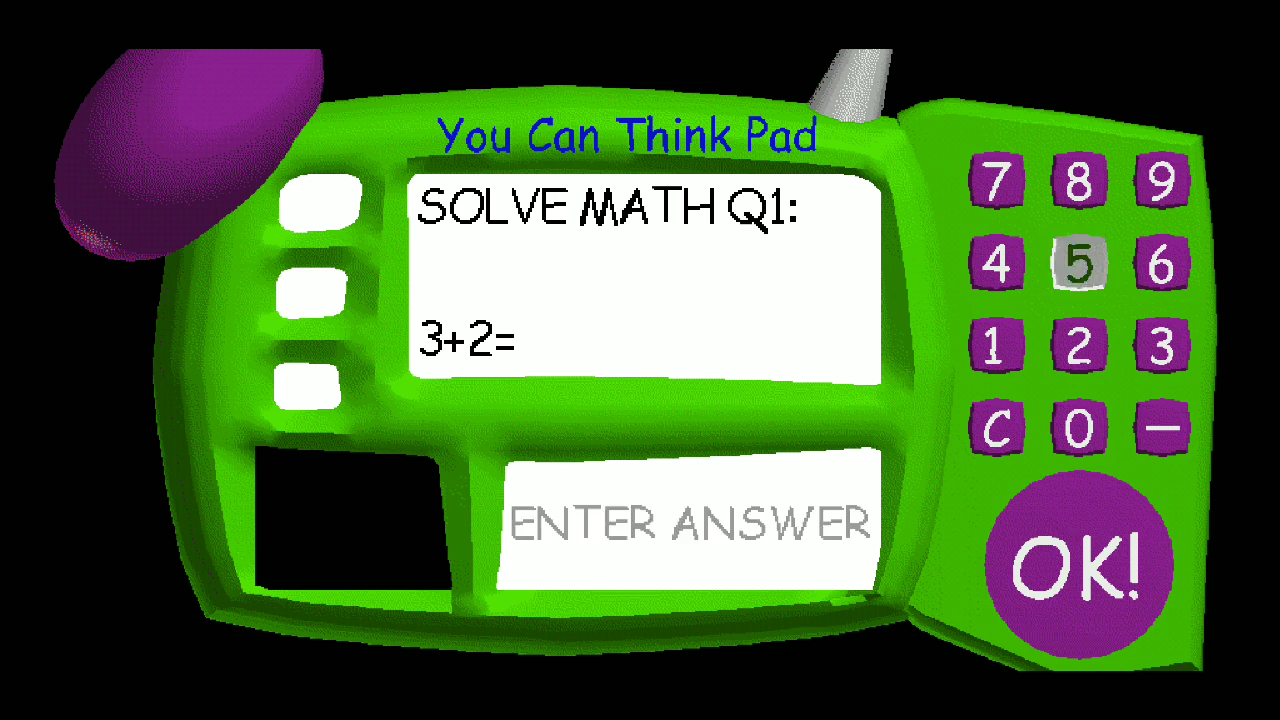 You Can Think Pad
SOLVE MATH Q1:
3+2=
ENTER ANSWER
7 8 9
4 5 6
1 2 3
C 0 —
OK!